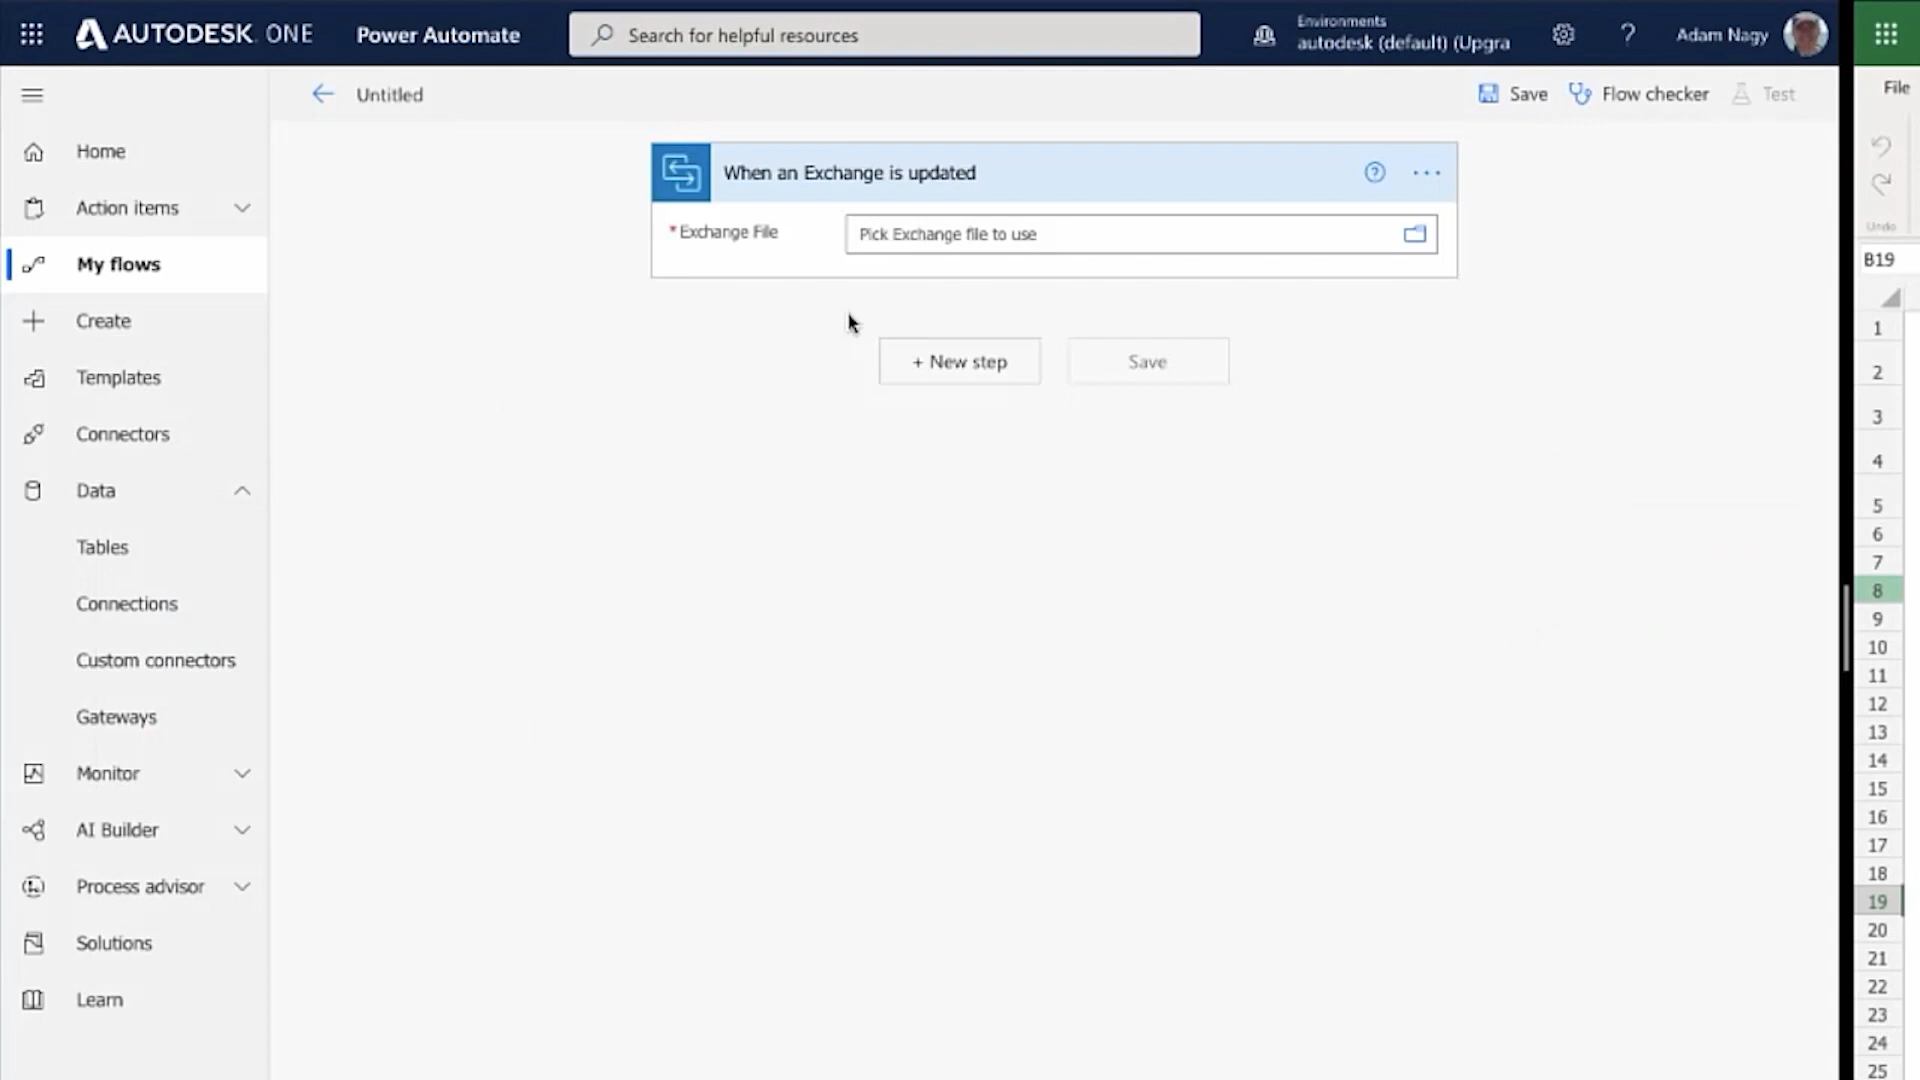 AUTODESK ONE
Power Automate
Search for helpful resources
Environments
autodesk (default) (Upgra
?
Adam Nagy
Untitled
Save
Flow checker
Test
Home
Action items
My flows
Create
Templates
Connectors
Data
Tables
Connections
Custom connectors
Gateways
Monitor
AI Builder
Process advisor
Solutions
Learn
When an Exchange is updated
?
...
* Exchange File
Pick Exchange file to use
+ New step
Save
File
Undo
B19
1
2
3
4
5
6
7
8
9
10
11
12
13
14
15
16
17
18
19
20
21
22
23
24
25